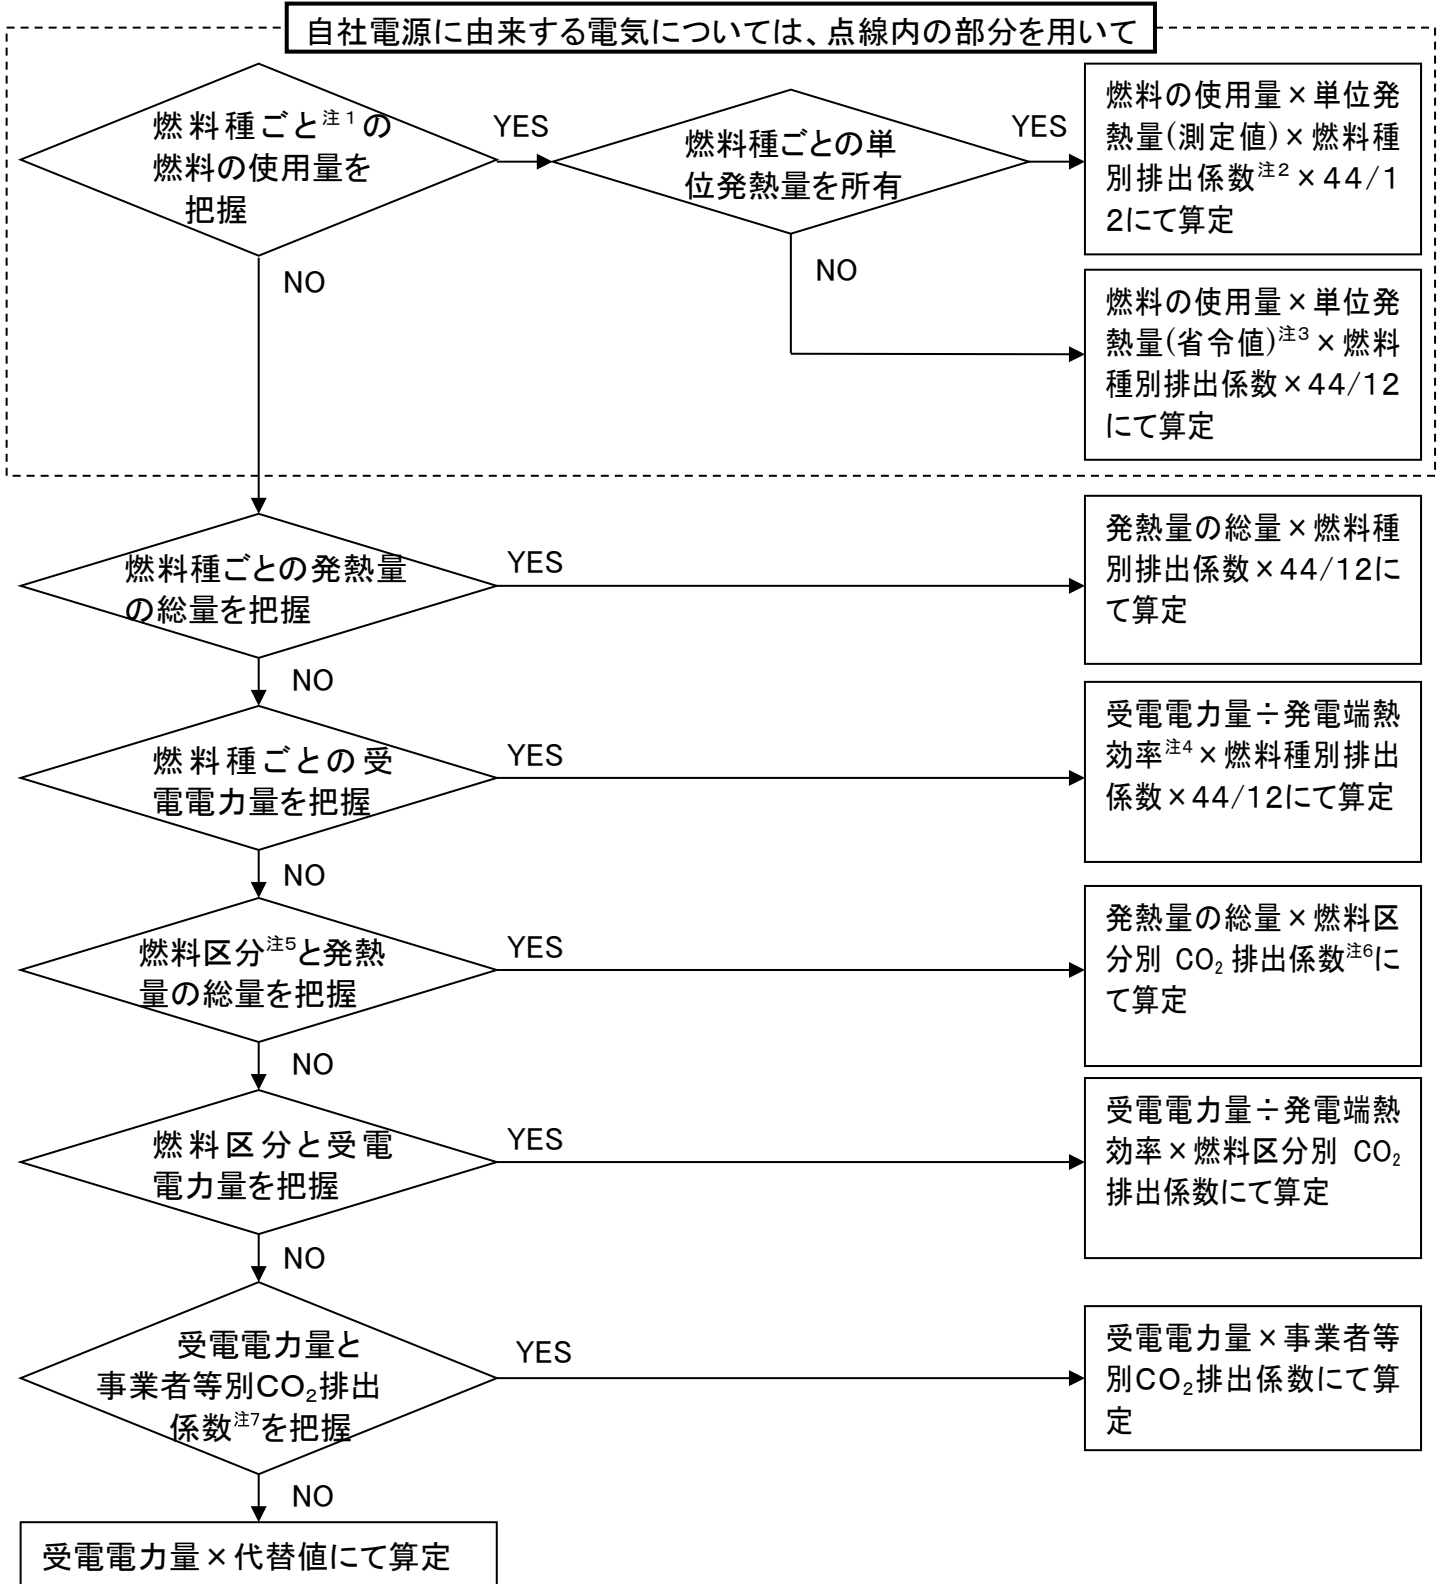 自社電源に由来する電気については、点線内の部分を用いて
燃料種ごと注1の
燃料の使用量を
把握
YES
燃料種ごとの単
位発熱量を所有
YES
燃料の使用量×単位発
熱量(測定値)×燃料種
別排出係数注2×44/1
2にて算定
NO
NO
燃料の使用量×単位発
熱量(省令値)注3×燃料
種別排出係数×44/12
にて算定
燃料種ごとの発熱量
の総量を把握
YES
発熱量の総量×燃料種
別排出係数×44/12に
て算定
NO
燃料種ごとの受
電電力量を把握
YES
受電電力量÷発電端熱
効率注4×燃料種別排出
係数×44/12にて算定
NO
燃料区分注5と発熱
量の総量を把握
YES
発熱量の総量×燃料区
分別 CO₂ 排出係数注6に
て算定
NO
燃料区分と受電
電力量を把握
YES
受電電力量÷発電端熱
効率×燃料区分別 CO₂
排出係数にて算定
NO
受電電力量と
事業者等別CO₂排出
係数注7を把握
YES
受電電力量×事業者等
別CO₂排出係数にて算
定
NO
受電電力量×代替値にて算定